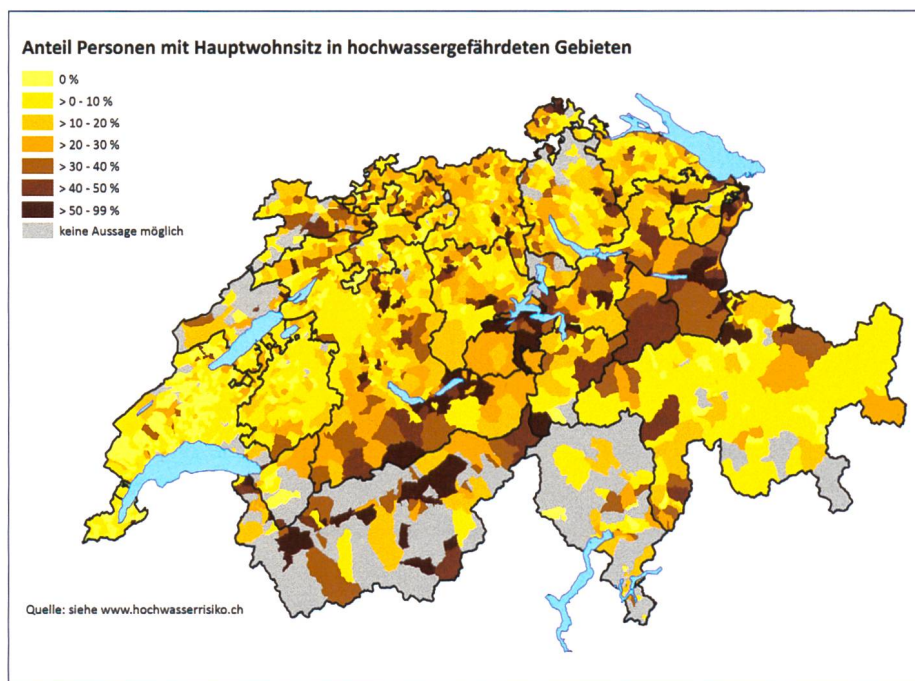 Anteil Personen mit Hauptwohnsitz in hochwassergefährdeten Gebieten
0 %
> 0 - 10 %
> 10 - 20 %
> 20 - 30 %
> 30 - 40 %
> 40 - 50 %
> 50 - 99 %
keine Aussage möglich
Quelle: siehe www.hochwasserrisiko.ch